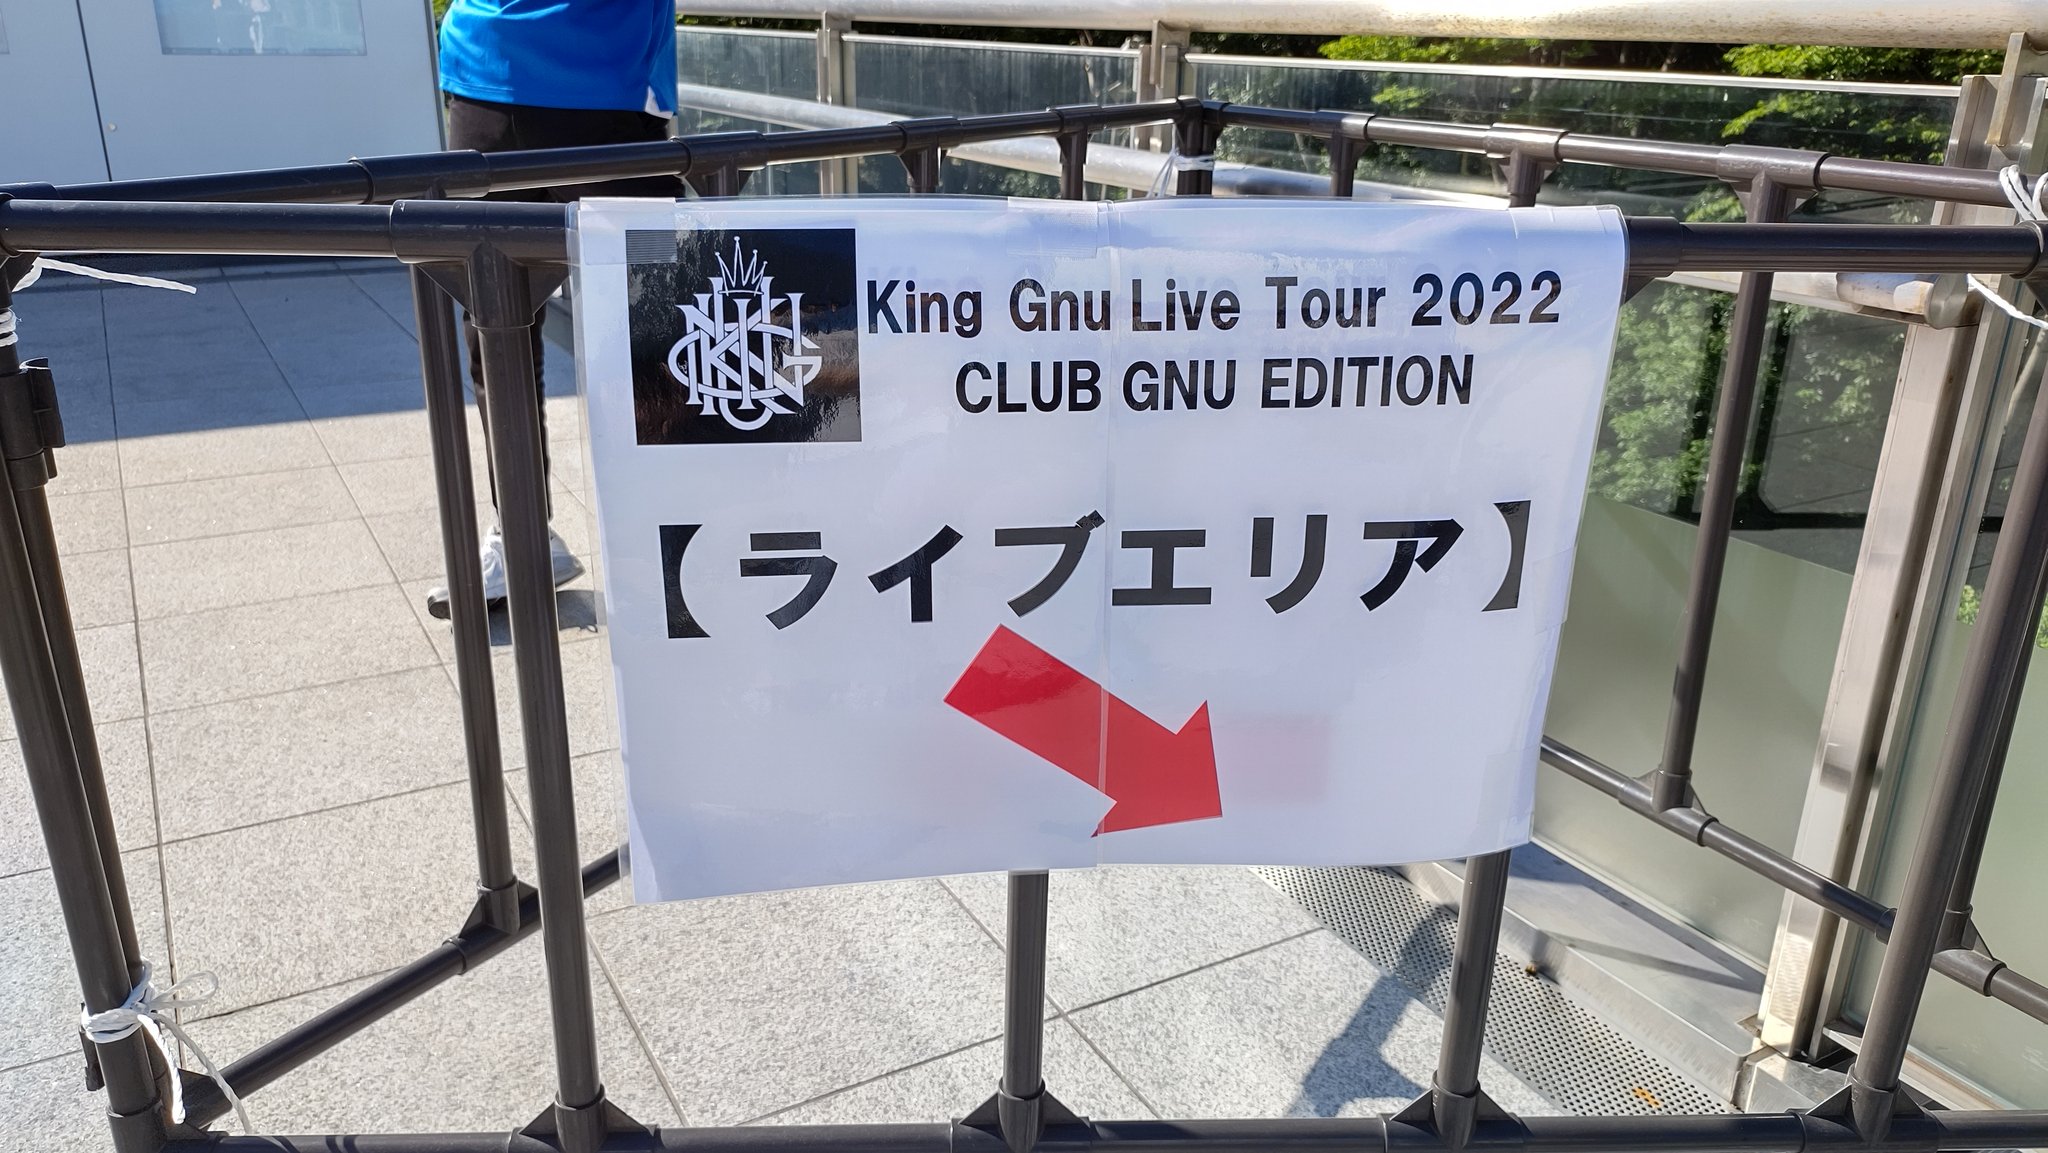 King Gnu Live Tour 2022
CLUB GNU EDITION
【ライブエリア】